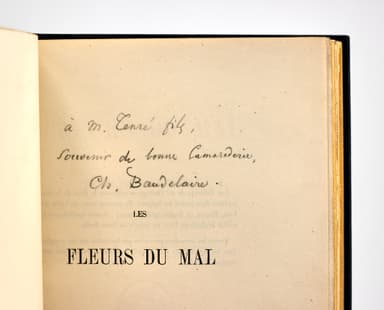 à M. Tenré fils,
Souvenir de bonne Camaraderie,
Ch. Baudelaire.
LES
FLEURS DU MAL